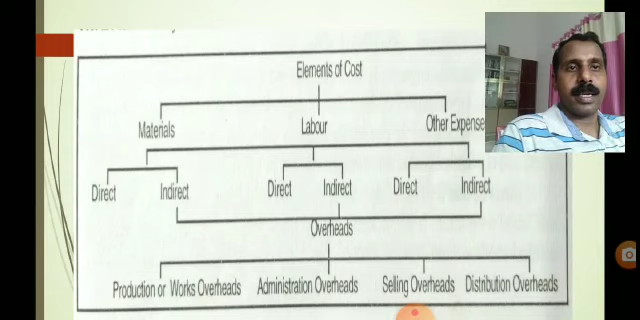 Elements of Cost
Materials Labour Other Expense
Direct Indirect Direct Indirect Direct Indirect
Overheads
Production or Works Overheads Administration Overheads Selling Overheads Distribution Overheads